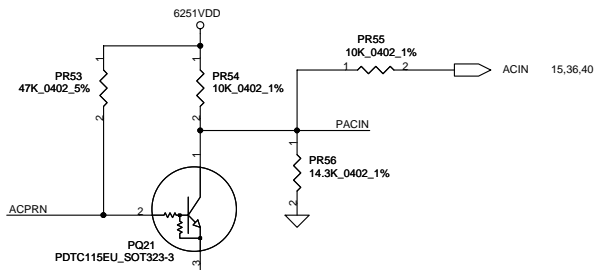 6251VDD
PR53
47K_0402_5%
1
2
PR54
10K_0402_1%
1
2
PR55
10K_0402_1%
1
2
ACIN 15,36,40
PACIN
PR56
14.3K_0402_1%
1
2
ACPRN
2
1
PQ21
PDTC115EU_SOT323-3
3